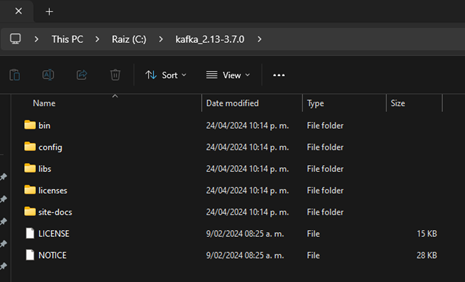 This PC > Raiz (C:) > kafka_2.13-3.7.0 >
Sort View
Name Date modified Type Size
bin 24/04/2024 10:14 p. m. File folder
config 24/04/2024 10:14 p. m. File folder
libs 24/04/2024 10:14 p. m. File folder
licenses 24/04/2024 10:14 p. m. File folder
site-docs 24/04/2024 10:14 p. m. File folder
LICENSE 9/02/2024 08:25 a. m. File 15 KB
NOTICE 9/02/2024 08:25 a. m. File 28 KB